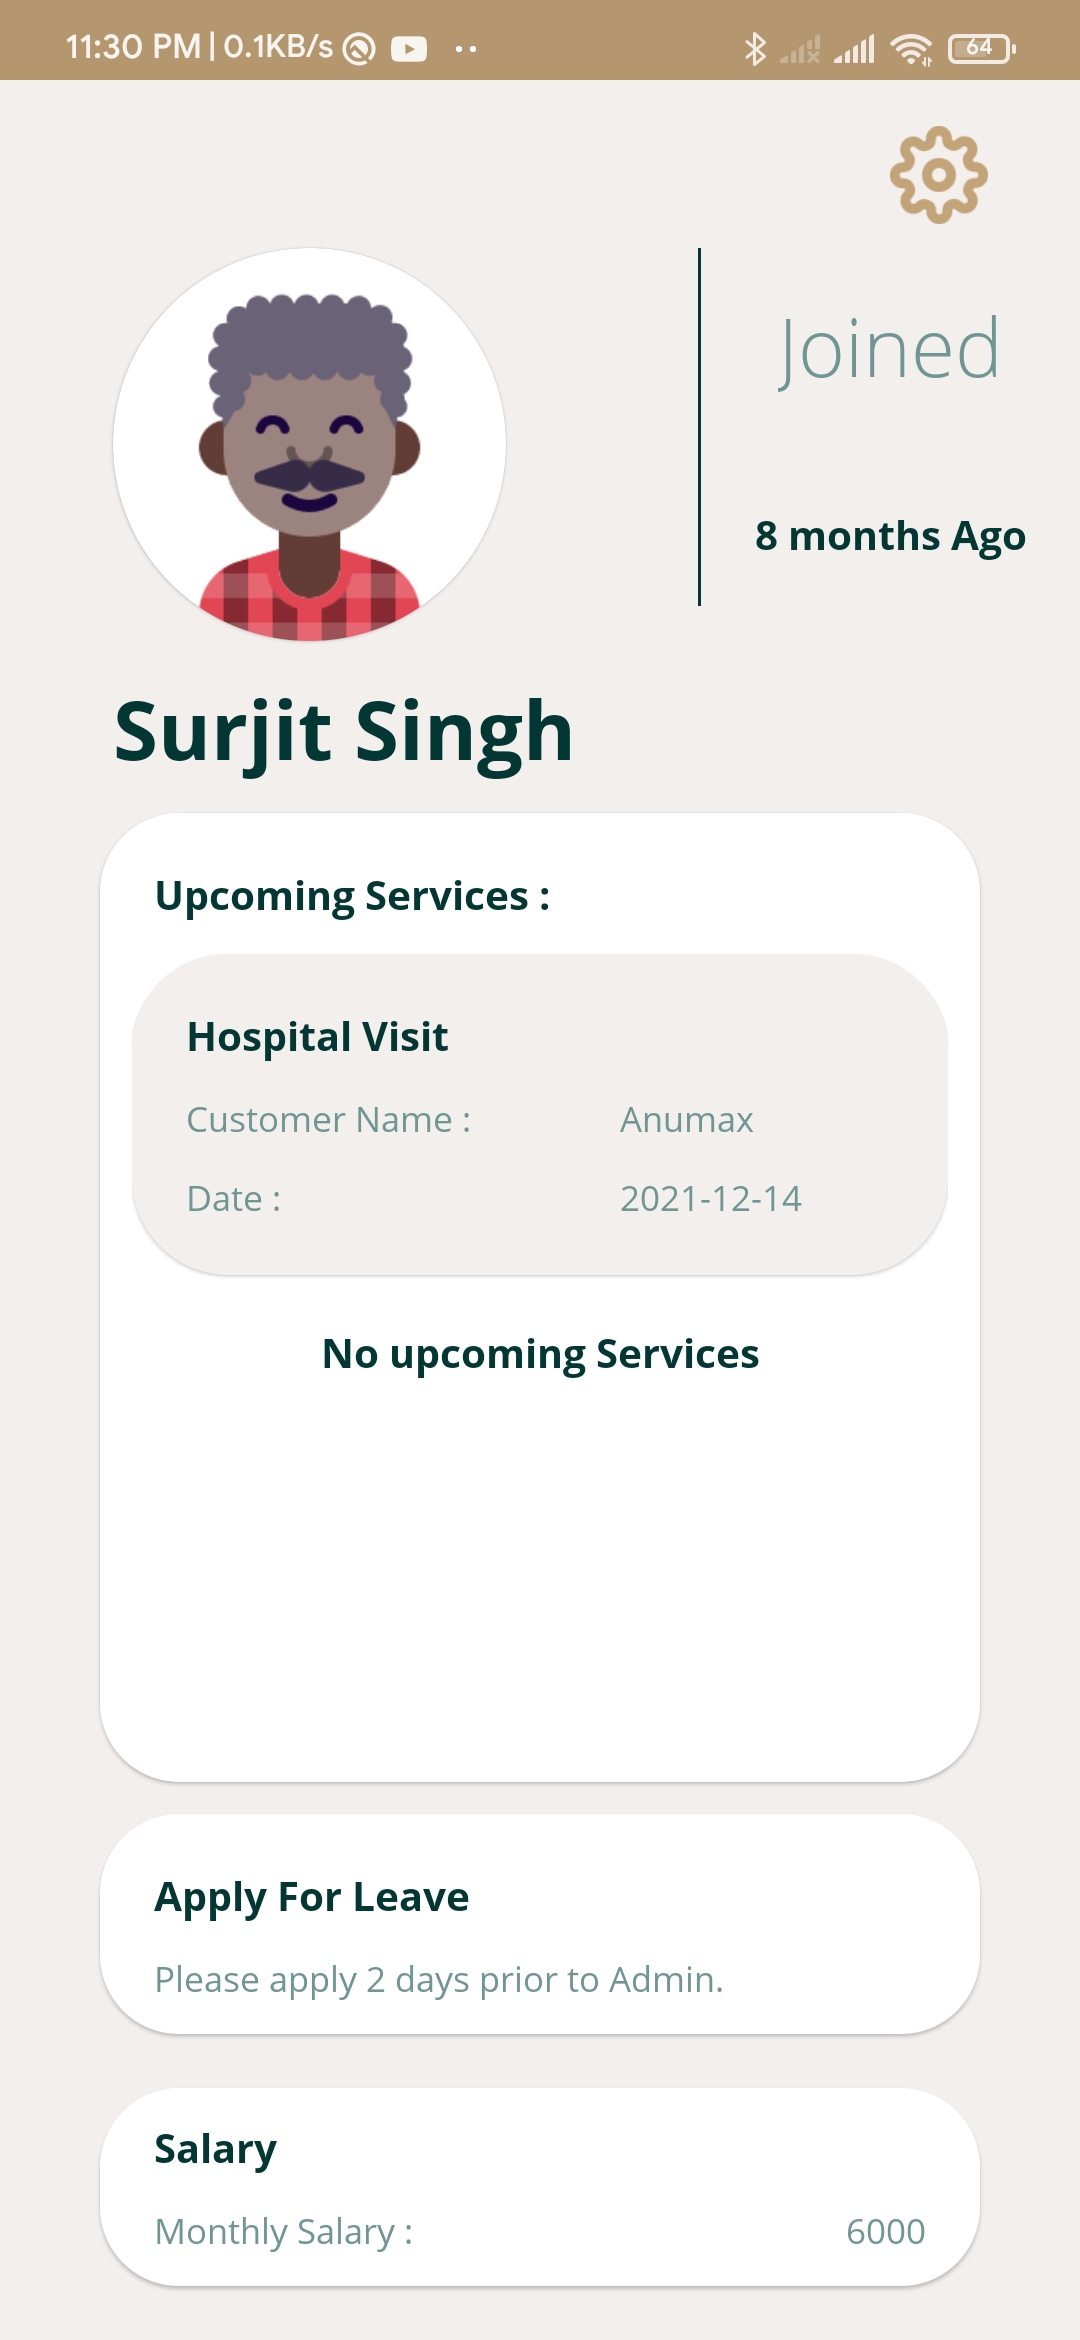 11:30 PM | 0.1KB/s
64
Joined
8 months Ago
Surjit Singh
Upcoming Services :
Hospital Visit
Customer Name : Anumax
Date : 2021-12-14
No upcoming Services
Apply For Leave
Please apply 2 days prior to Admin.
Salary
Monthly Salary : 6000